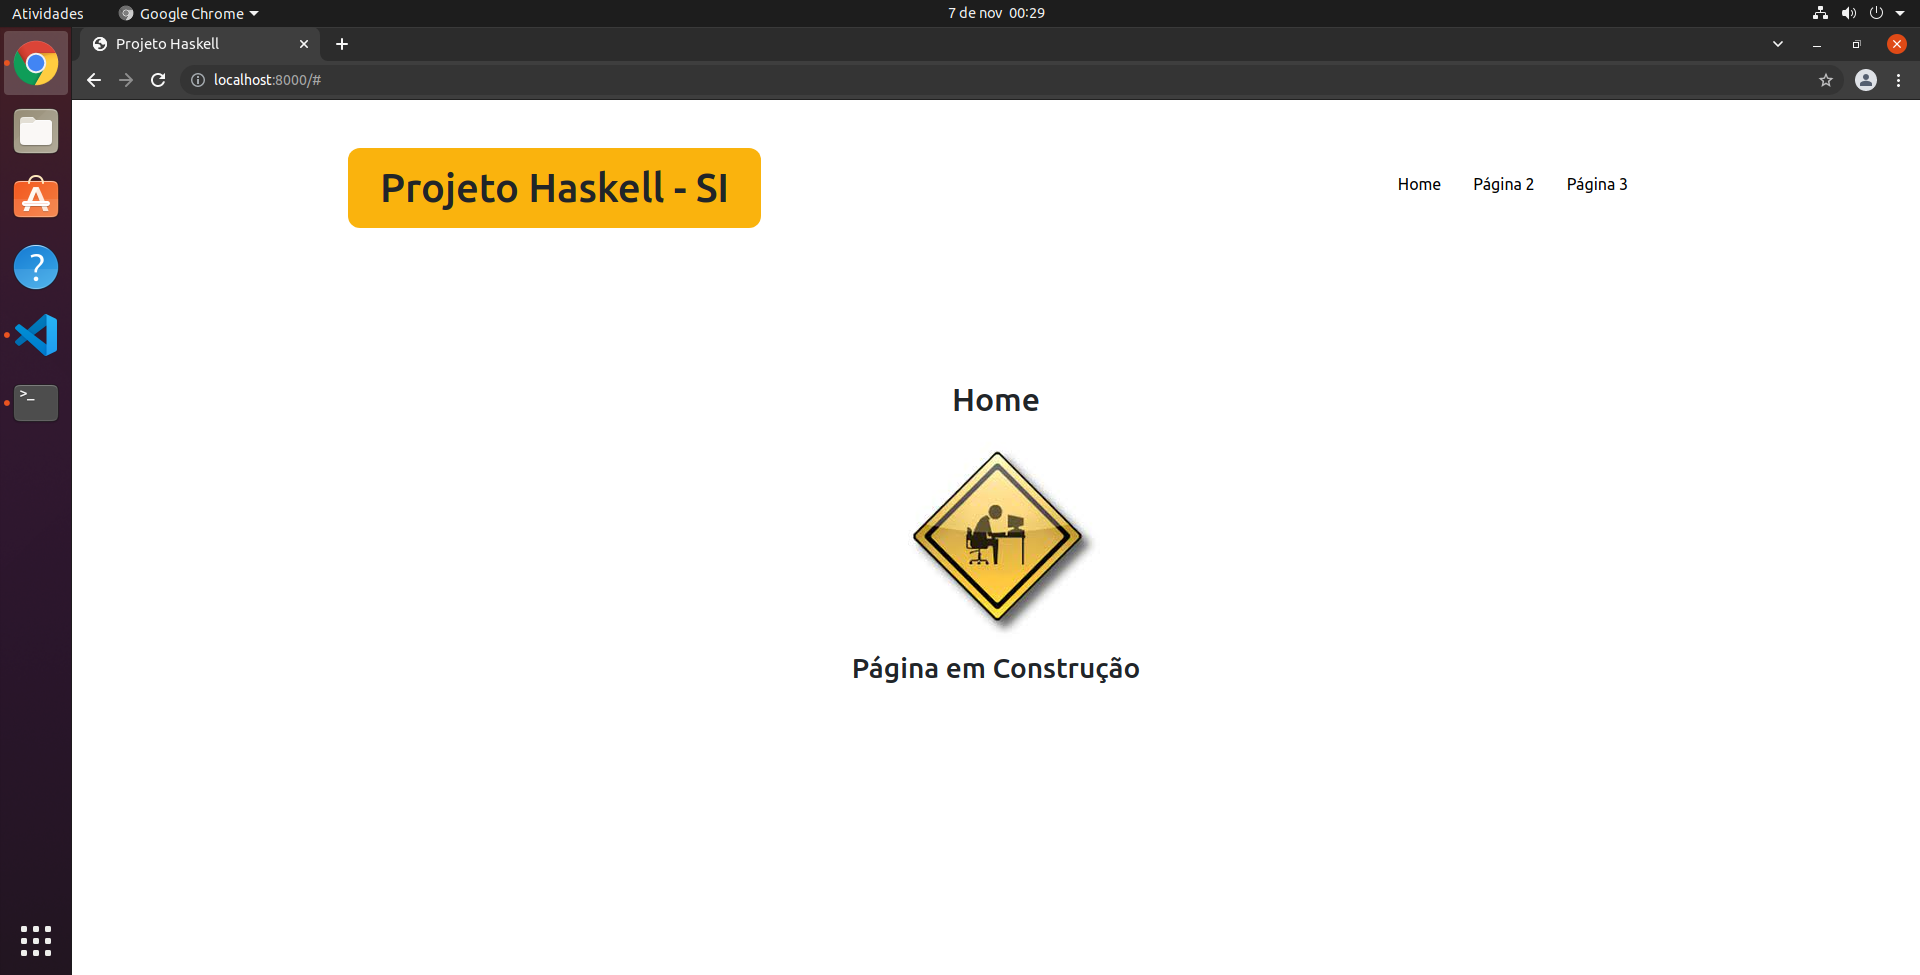 Atividades
Google Chrome
7 de nov 00:29
Projeto Haskell
localhost:8000/#
Projeto Haskell - SI
Home
Página 2
Página 3
Home
Página em Construção